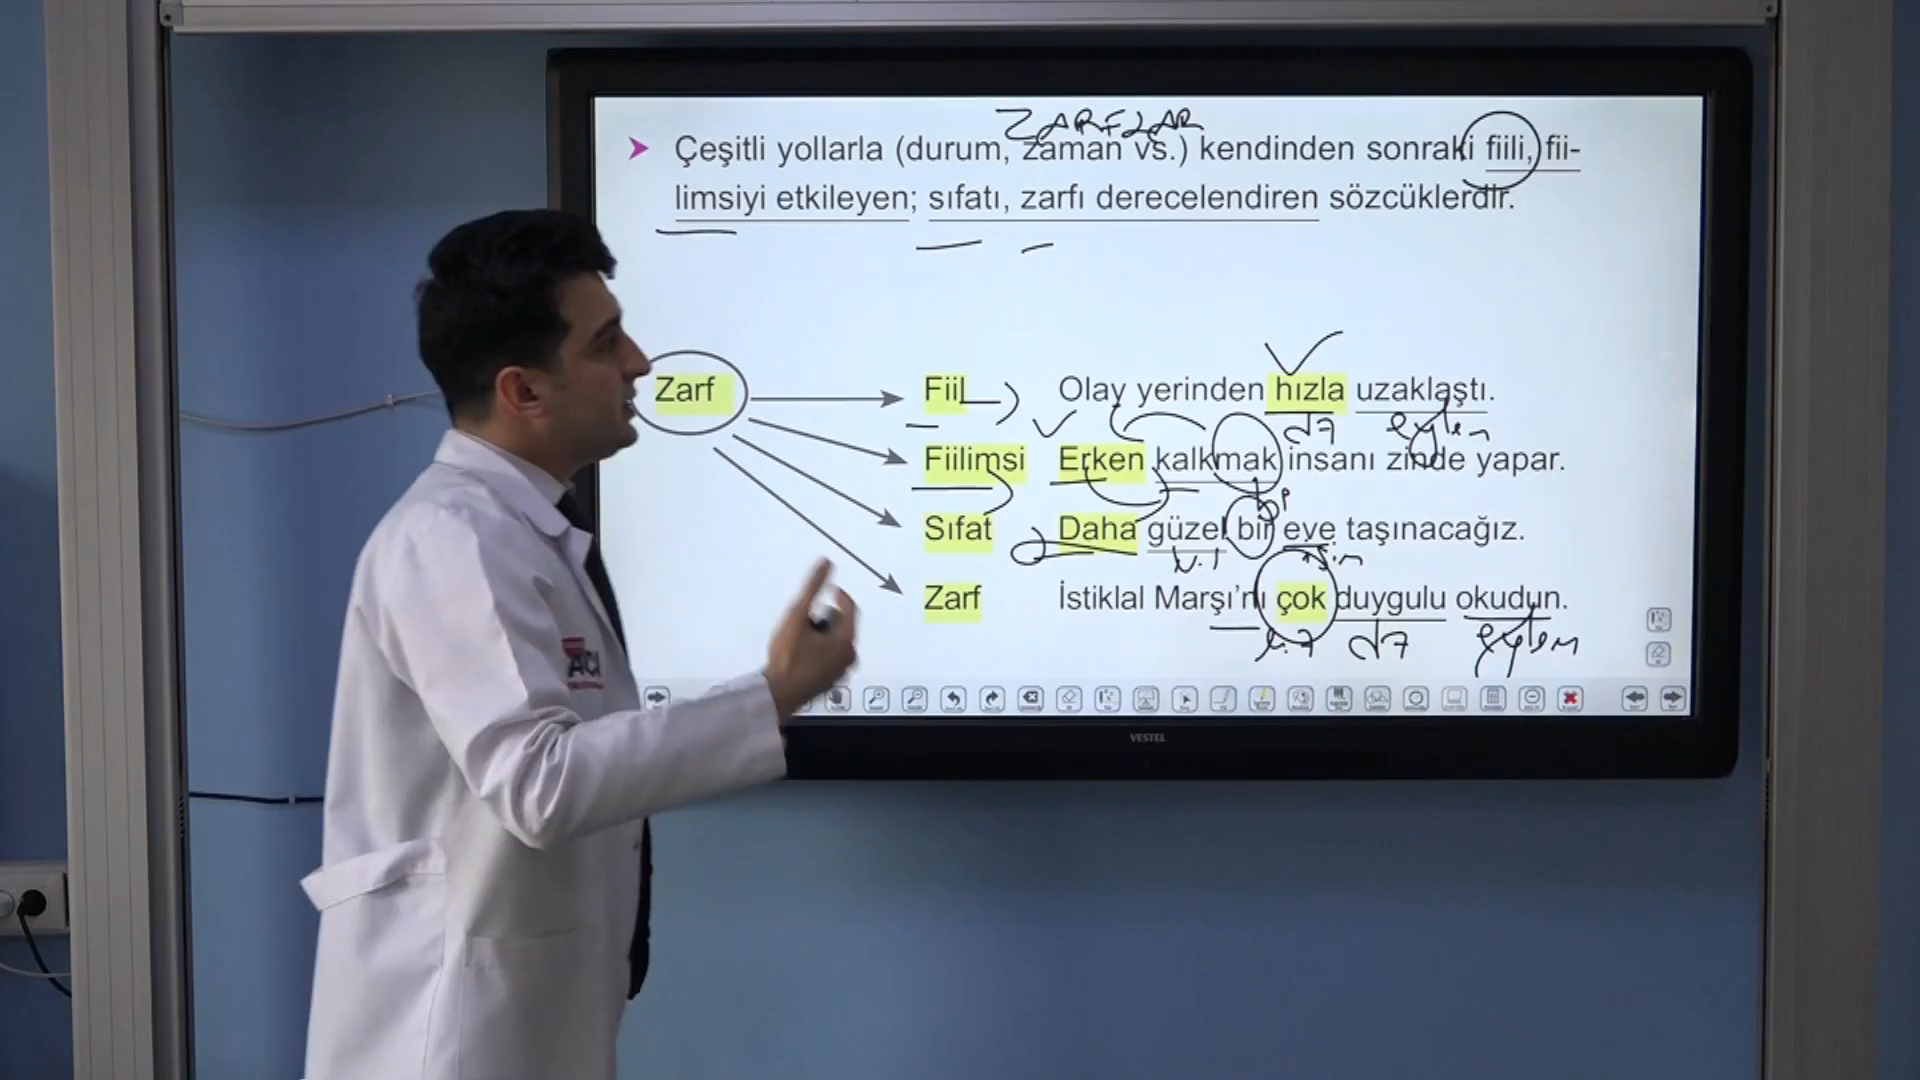 ZARFLAR
Çeşitli yollarla (durum, zaman vs.) kendinden sonraki fiili, fii-
limsiyi etkileyen; sıfatı, zarfı derecelendiren sözcüklerdir.
Zarf
Fiil Olay yerinden hızla uzaklaştı.
eylem
Fiilimsi Erken kalkmak insanı zinde yapar.
Sıfat Daha güzel bir eve taşınacağız.
isim
Zarf İstiklal Marşı'nı çok duygulu okudun.
eylem
VESTEL